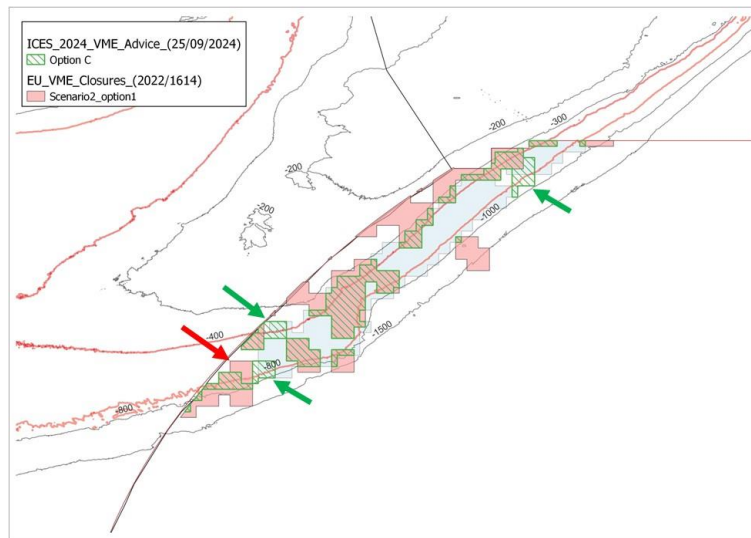 ICES_2024_VME_Advice_(25/09/2024)
Option C
EU_VME_Closures_(2022/1614)
Scenario2_option1
-200
-300
-200
-200
-1000
-400
-1500
-800
-800